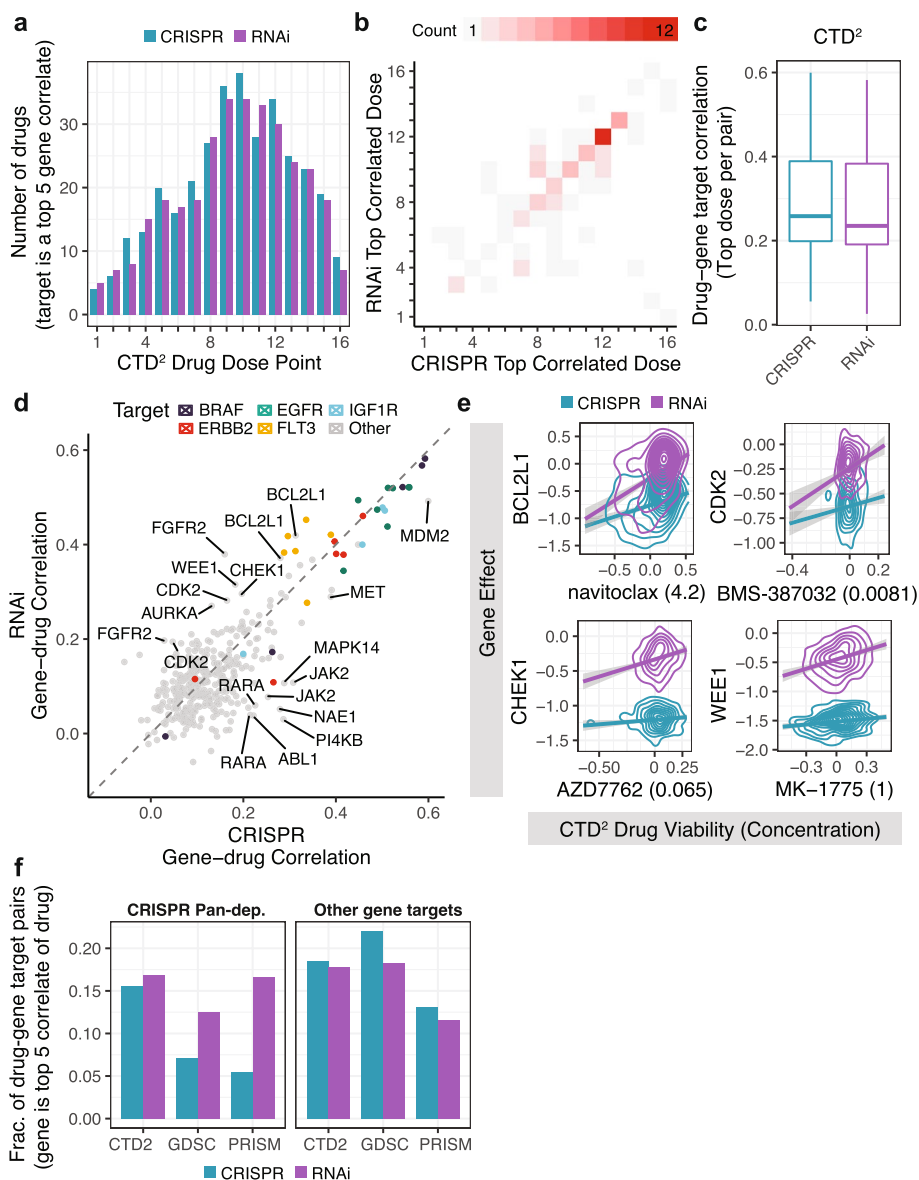 a
CRISPR RNAi
Number of drugs
(target is a top 5 gene correlate)
30
20
10
0
1 4 8 12 16
CTD² Drug Dose Point
b
Count 1 12
RNAi Top Correlated Dose
16
12
8
4
1
1 4 8 12 16
CRISPR Top Correlated Dose
c
CTD²
Drug–gene target correlation
(Top dose per pair)
0.6
0.4
0.2
0.0
CRISPR RNAi
d
Target BRAF EGFR IGF1R
ERBB2 FLT3 Other
RNAi
Gene–drug Correlation
0.6
0.4
0.2
0.0
BCL2L1
BCL2L1
FGFR2
MDM2
WEE1
CHEK1
CDK2
MET
AURKA
FGFR2
CDK2
MAPK14
RARA
JAK2
JAK2
NAE1
PI4KB
RARA
ABL1
0.0 0.2 0.4 0.6
CRISPR
Gene–drug Correlation
e
CRISPR RNAi
Gene Effect
BCL2L1
0.5
0.0
−0.5
−1.0
−1.5
−0.5 0 0.5
navitoclax (4.2)
CDK2
0.00
−0.25
−0.50
−0.75
−1.00
−0.4 0 0.2
BMS-387032 (0.0081)
CHEK1
0.0
−0.5
−1.0
−1.5
−0.50 0 0.25
AZD7762 (0.065)
WEE1
0.0
−0.5
−1.0
−1.5
−2.0
−0.3 0 0.3
MK−1775 (1)
CTD² Drug Viability (Concentration)
f
Frac. of drug-gene target pairs
(gene is top 5 correlate of drug)
CRISPR Pan-dep. Other gene targets
0.20
0.15
0.10
0.05
0.00
CTD2 GDSC PRISM CTD2 GDSC PRISM
CRISPR RNAi